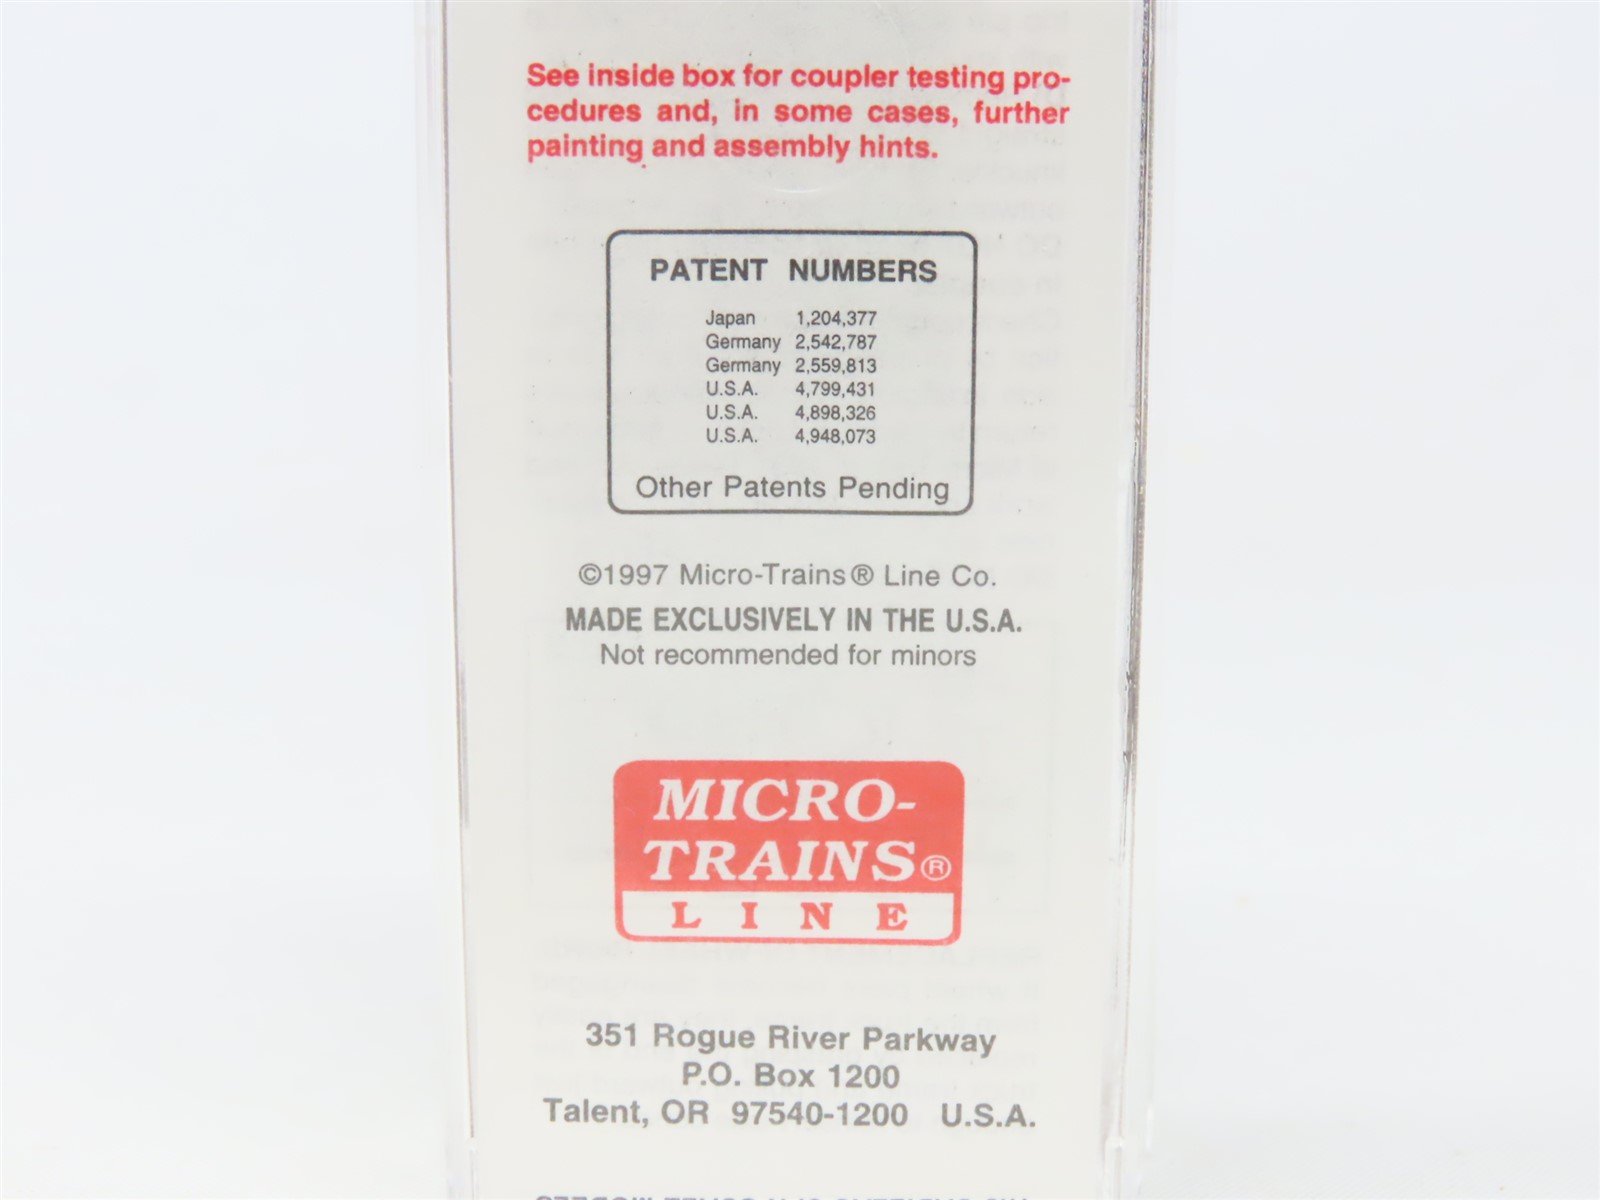 See inside box for coupler testing pro-
cedures and, in some cases, further
painting and assembly hints.
PATENT NUMBERS
Japan 1,204,377
Germany 2,542,787
Germany 2,559,813
U.S.A. 4,799,431
U.S.A. 4,898,326
U.S.A. 4,948,073
Other Patents Pending
©1997 Micro-Trains® Line Co.
MADE EXCLUSIVELY IN THE U.S.A.
Not recommended for minors
MICRO-
TRAINS®
LINE
351 Rogue River Parkway
P.O. Box 1200
Talent, OR 97540-1200 U.S.A.